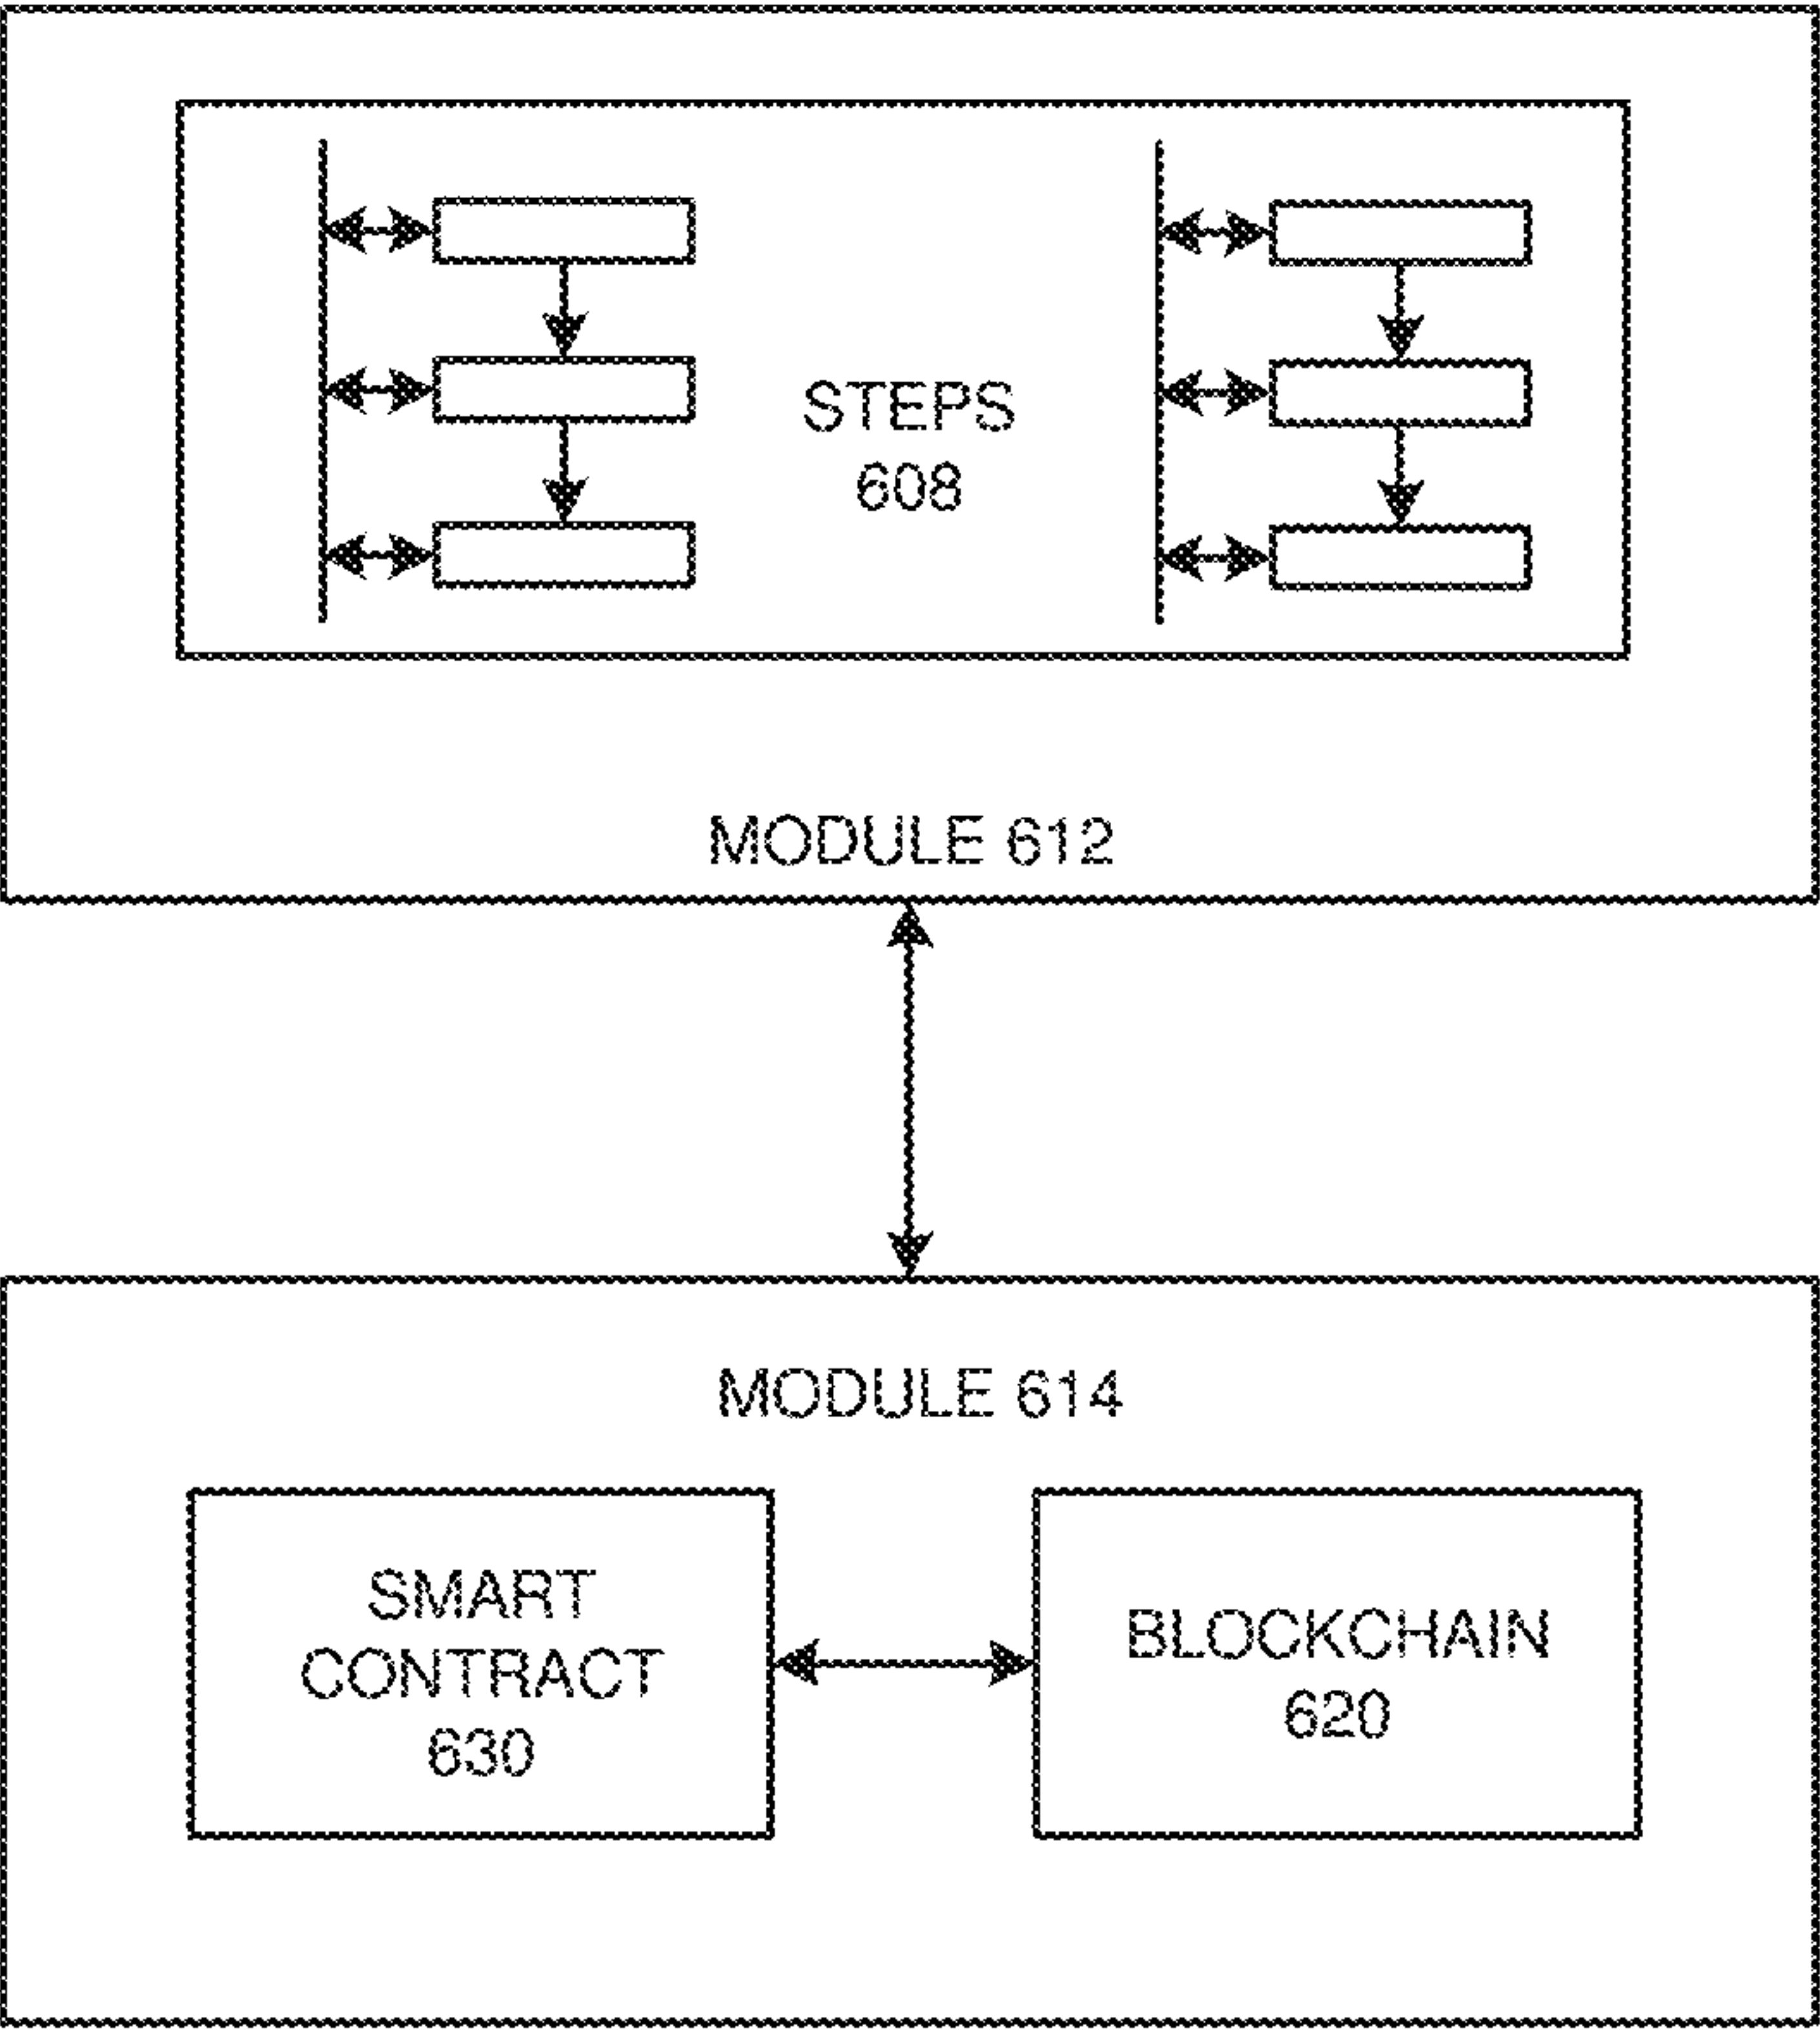 STEPS
608
MODULE 612
MODULE 614
SMART
CONTRACT
630
BLOCKCHAIN
620